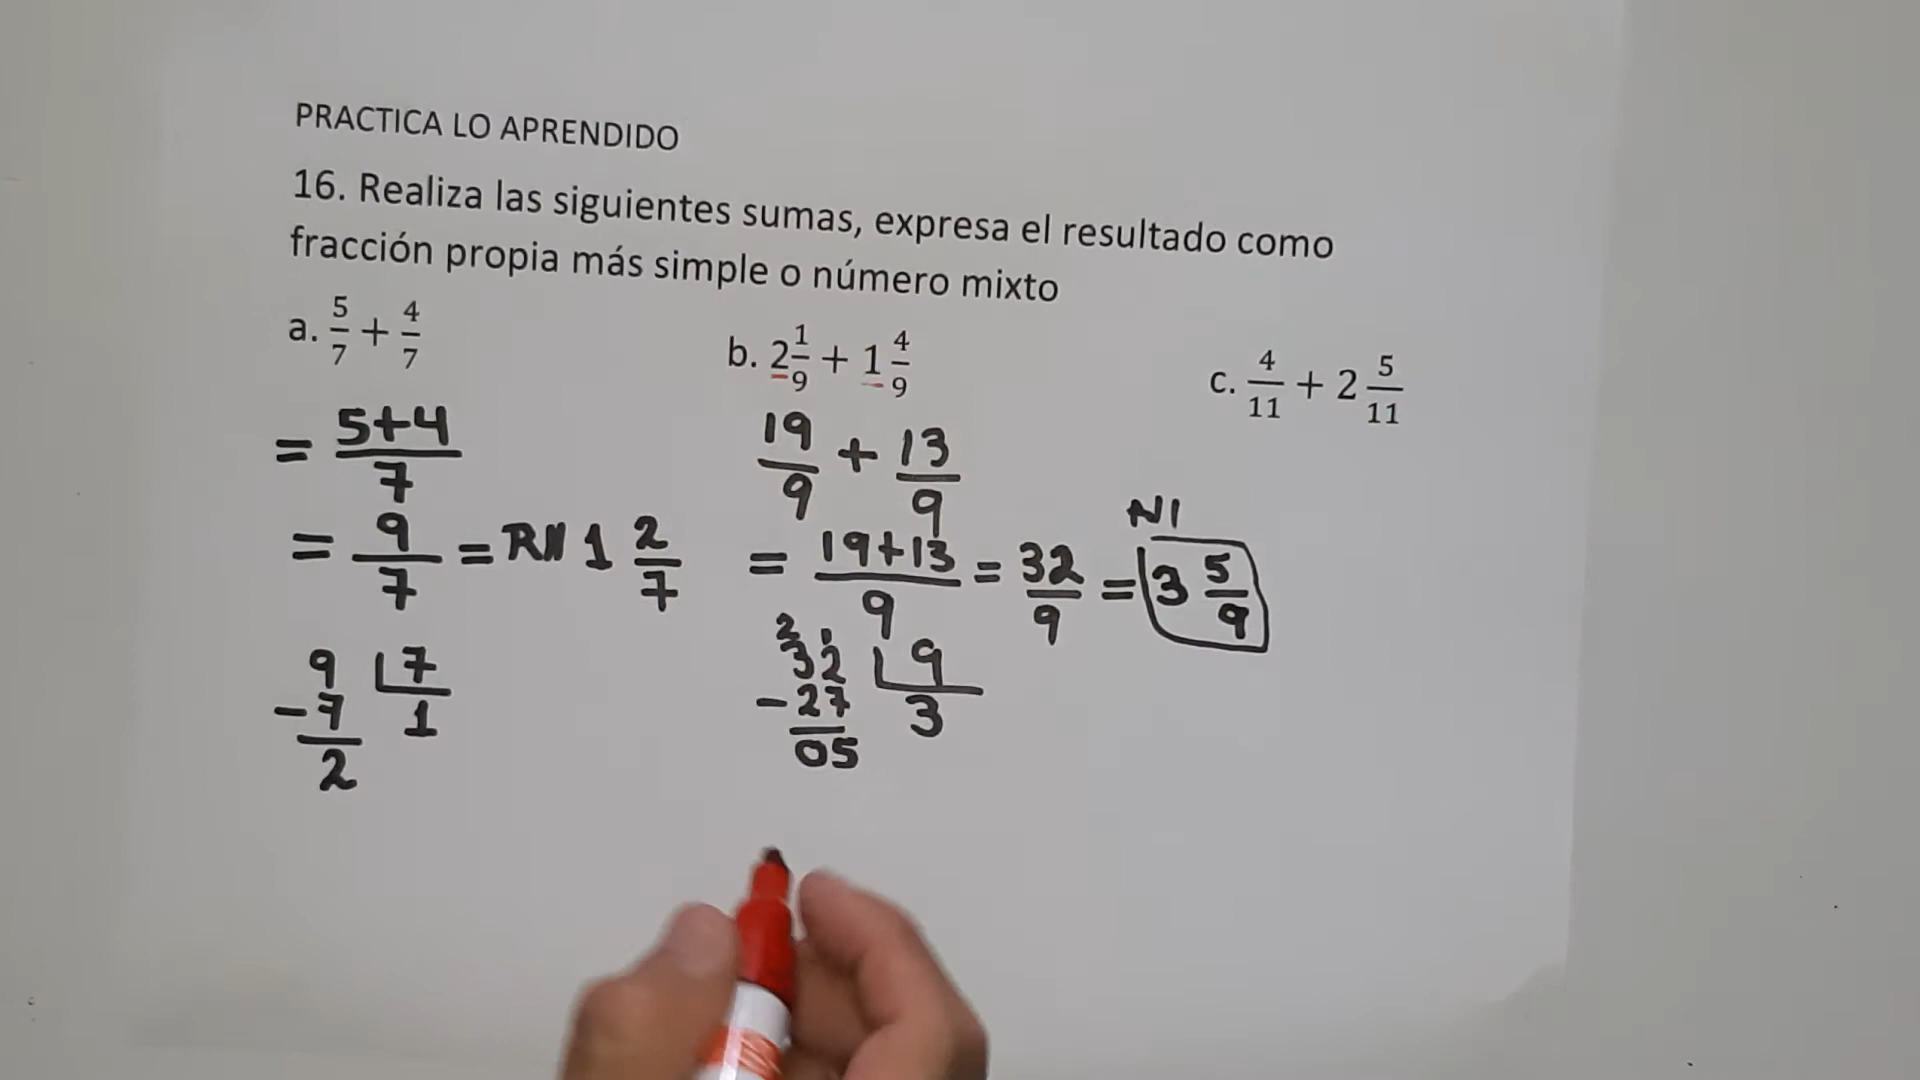 PRACTICA LO APRENDIDO
16. Realiza las siguientes sumas, expresa el resultado como
fracción propia más simple o número mixto
a. 5/7 + 4/7
= 5+4/7
= 9/7 = R// 1 2/7
9 7
-7 1
2
b. 2 1/9 + 1 4/9
19/9 + 13/9
= 19+13/9 = 32/9 = 3 5/9
2 1
32 9
-27 3
05
c. 4/11 + 2 5/11